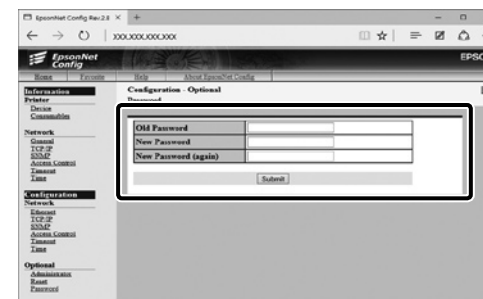 EpsonNet Config Rev.2.8
XXX.XXX.XXX.XXX
EpsonNet
Config
EPSO
Home
Favorite
Help
About EpsonNet Config
Information
Printer
Device
Consumables
Network
General
TCP/IP
SNMP
Access Control
Timeout
Time
Configuration
Network
Ethernet
TCP/IP
SNMP
Access Control
Timeout
Time
Optional
Administrator
Reset
Password
Configuration - Optional
Password
Old Password
New Password
New Password (again)
Submit